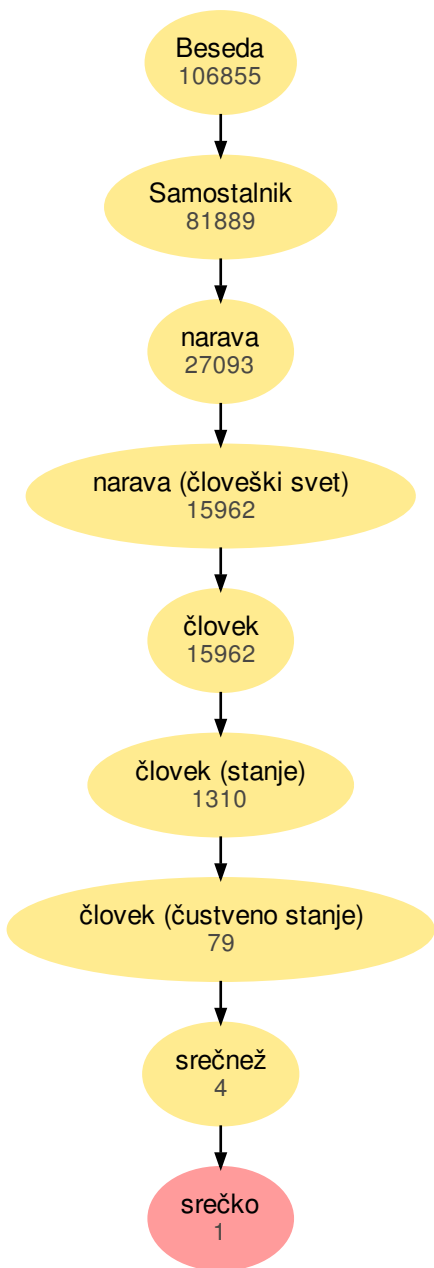 Beseda
106855
Samostalnik
81889
narava
27093
narava (človeški svet)
15962
človek
15962
človek (stanje)
1310
človek (čustveno stanje)
79
srečnež
4
srečko
1